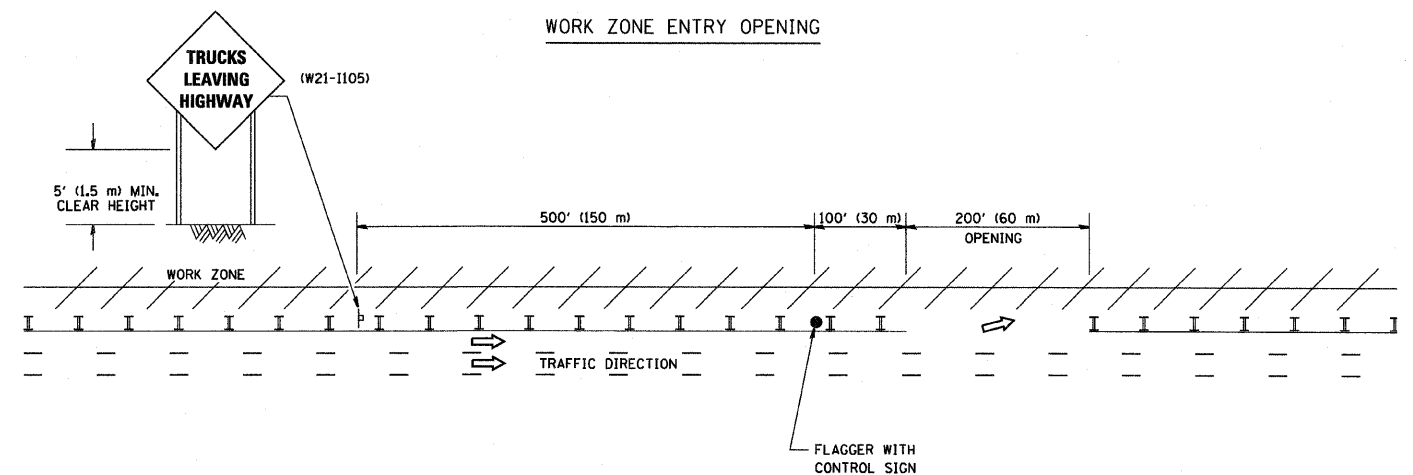 WORK ZONE ENTRY OPENING
TRUCKS
LEAVING
HIGHWAY
(W21-I105)
5' (1.5 m) MIN.
CLEAR HEIGHT
500' (150 m)
100' (30 m)
200' (60 m)
OPENING
WORK ZONE
TRAFFIC DIRECTION
FLAGGER WITH
CONTROL SIGN